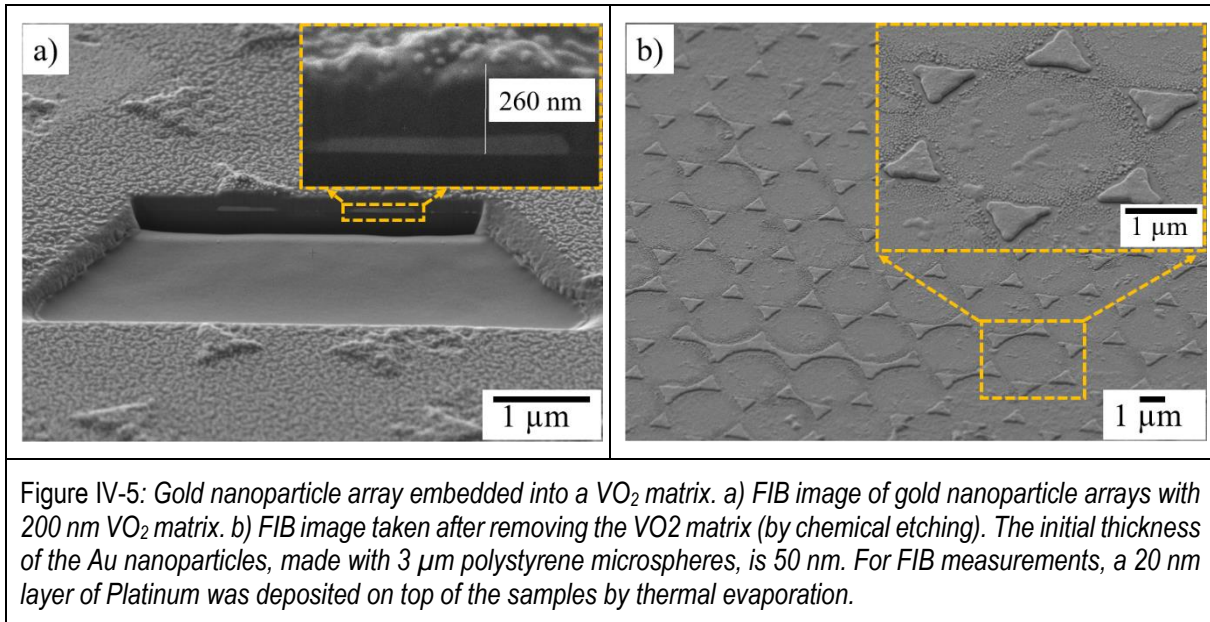 a)
260 nm
1 µm
b)
1 µm
1 µm
Figure IV-5: Gold nanoparticle array embedded into a VO₂ matrix. a) FIB image of gold nanoparticle arrays with
200 nm VO₂ matrix. b) FIB image taken after removing the VO2 matrix (by chemical etching). The initial thickness
of the Au nanoparticles, made with 3 µm polystyrene microspheres, is 50 nm. For FIB measurements, a 20 nm
layer of Platinum was deposited on top of the samples by thermal evaporation.